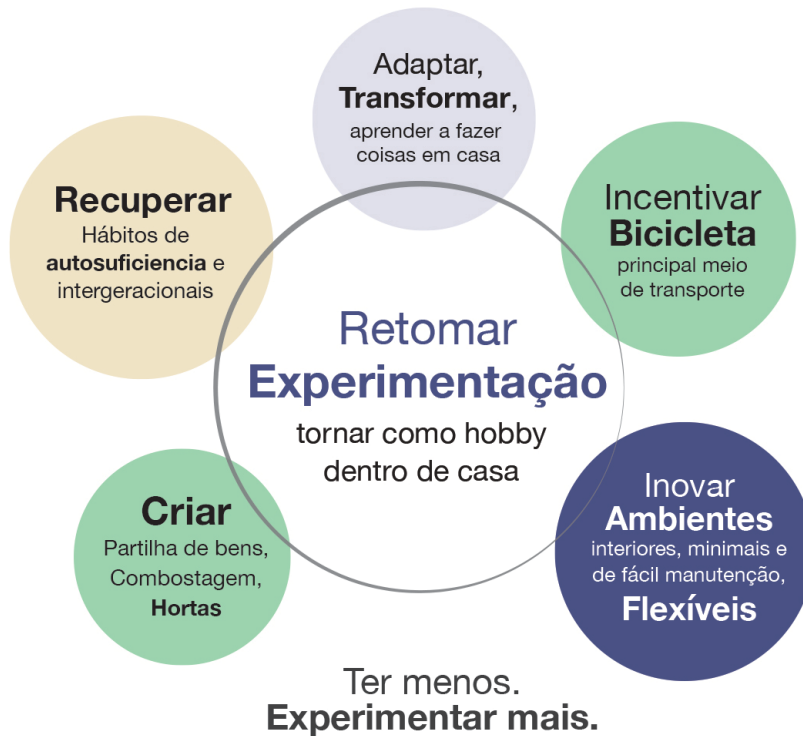 Adaptar,
Transformar,
aprender a fazer
coisas em casa
Recuperar
Hábitos de
autosuficiencia e
intergeracionais
Incentivar
Bicicleta
principal meio
de transporte
Retomar
Experimentação
tornar como hobby
dentro de casa
Criar
Partilha de bens,
Combostagem,
Hortas
Inovar
Ambientes
interiores, minimais e
de fácil manutenção,
Flexíveis
Ter menos.
Experimentar mais.